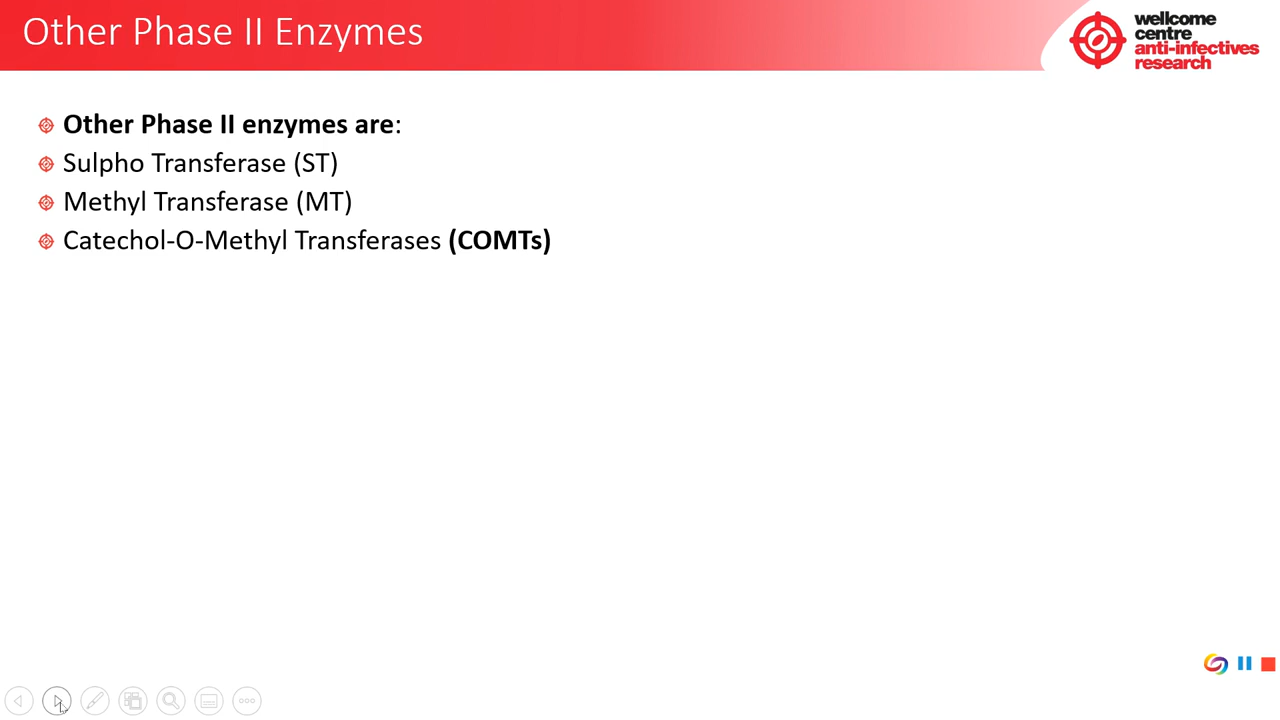 Other Phase II Enzymes
wellcome
centre
anti-infectives
research
Other Phase II enzymes are:
Sulpho Transferase (ST)
Methyl Transferase (MT)
Catechol-O-Methyl Transferases (COMTs)